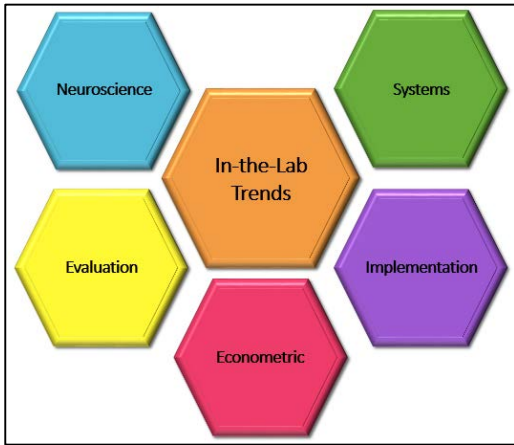 Neuroscience
Systems
In-the-Lab
Trends
Evaluation
Implementation
Econometric